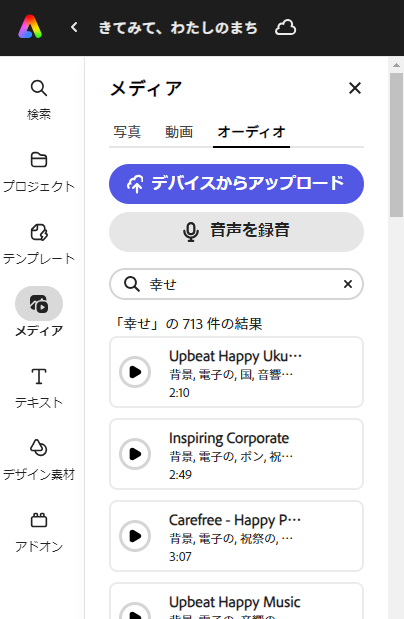 きてみて、わたしのまち
検索
プロジェクト
テンプレート
メディア
テキスト
デザイン素材
アドオン
メディア
写真 動画 オーディオ
デバイスからアップロード
音声を録音
幸せ
「幸せ」の 713 件の結果
Upbeat Happy Uku…
背景, 電子の, 国, 音響…
2:10
Inspiring Corporate
背景, 電子の, ポン, 祝…
2:49
Carefree - Happy P…
背景, 電子の, 祝祭の, …
3:07
Upbeat Happy Music